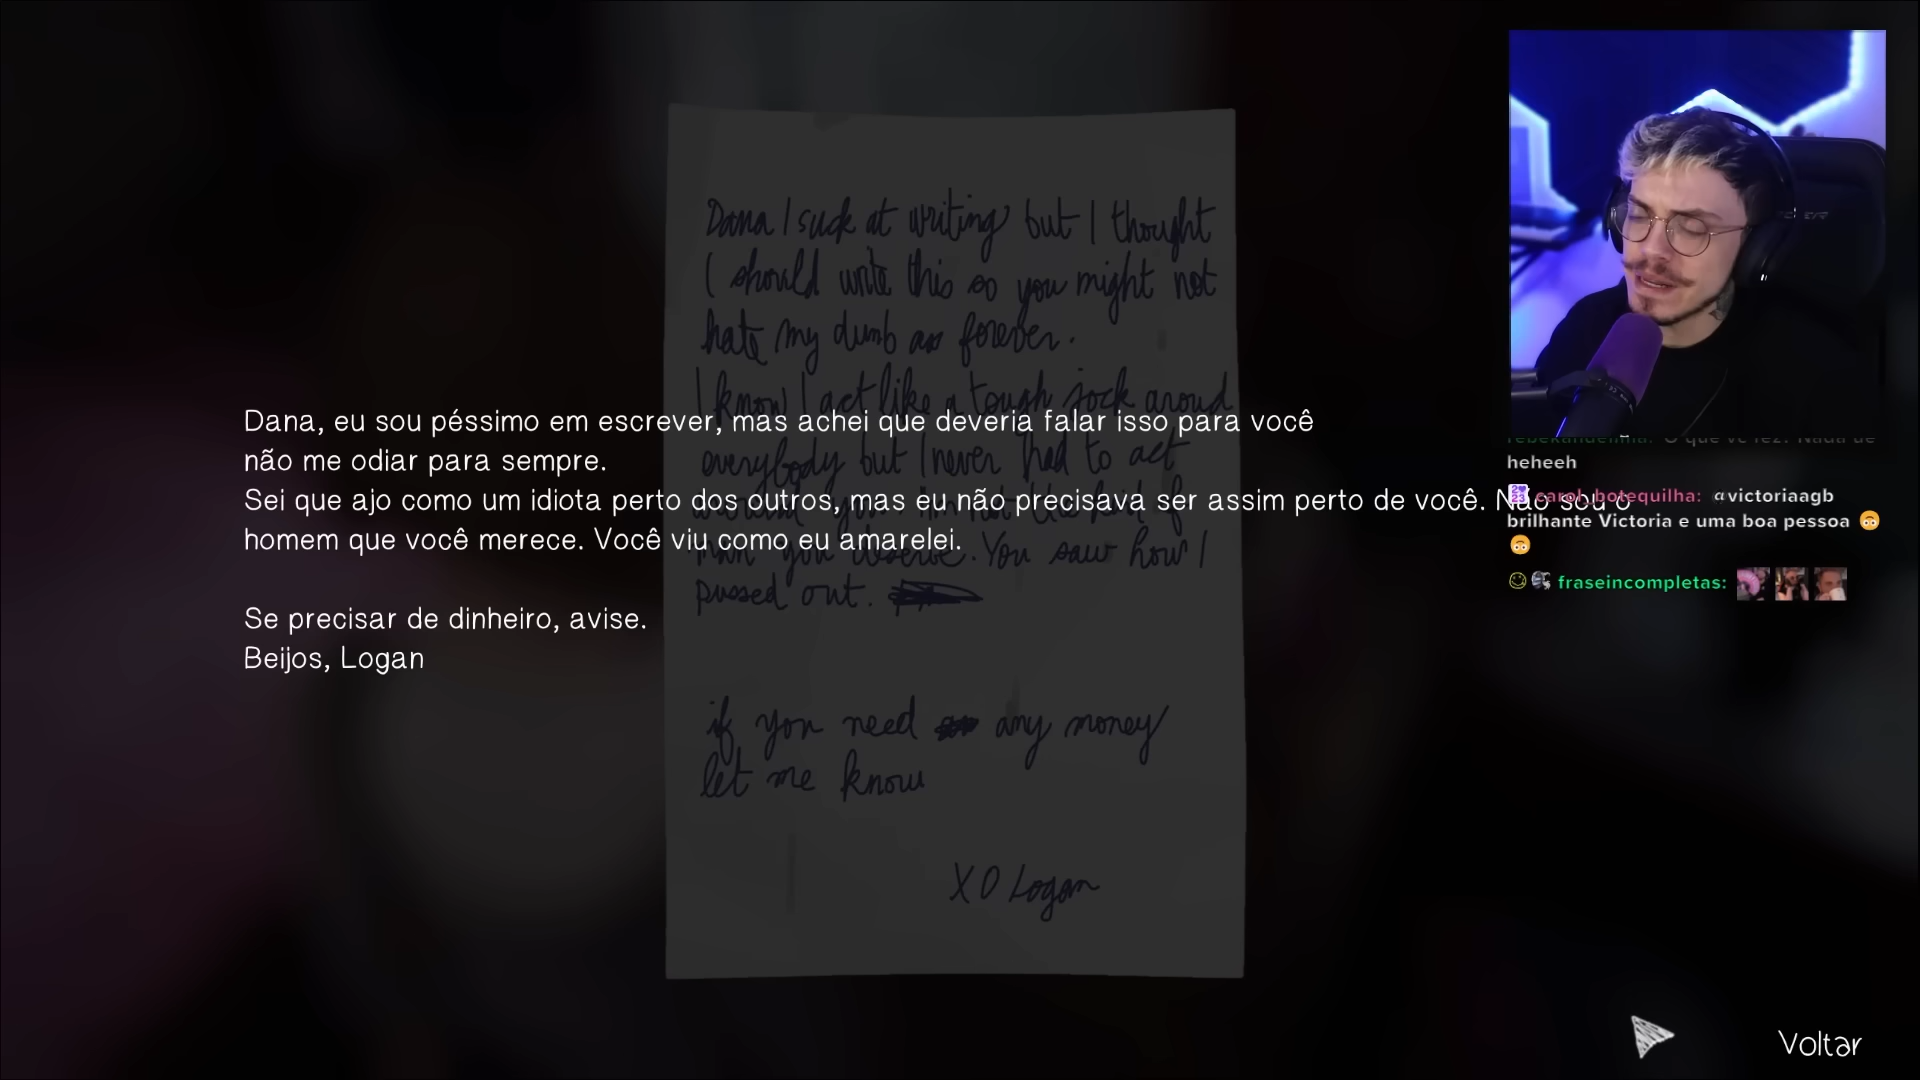 Dana I suck at writing but I thought
I should write this so you might not
hate my dumb ass forever.
I know I act like a tough jock aroud
everybody but I never had to act
man you deserve. You saw how I
pussed out.
if you need any money
let me know
XO Logan
Dana, eu sou péssimo em escrever, mas achei que deveria falar isso para você
não me odiar para sempre.
Sei que ajo como um idiota perto dos outros, mas eu não precisava ser assim perto de você. Não sou o
homem que você merece. Você viu como eu amarelei.
Se precisar de dinheiro, avise.
Beijos, Logan
heheeh
carol_botequilha: @victoriaagb
brilhante Victoria e uma boa pessoa
fraseincompletas:
Voltar